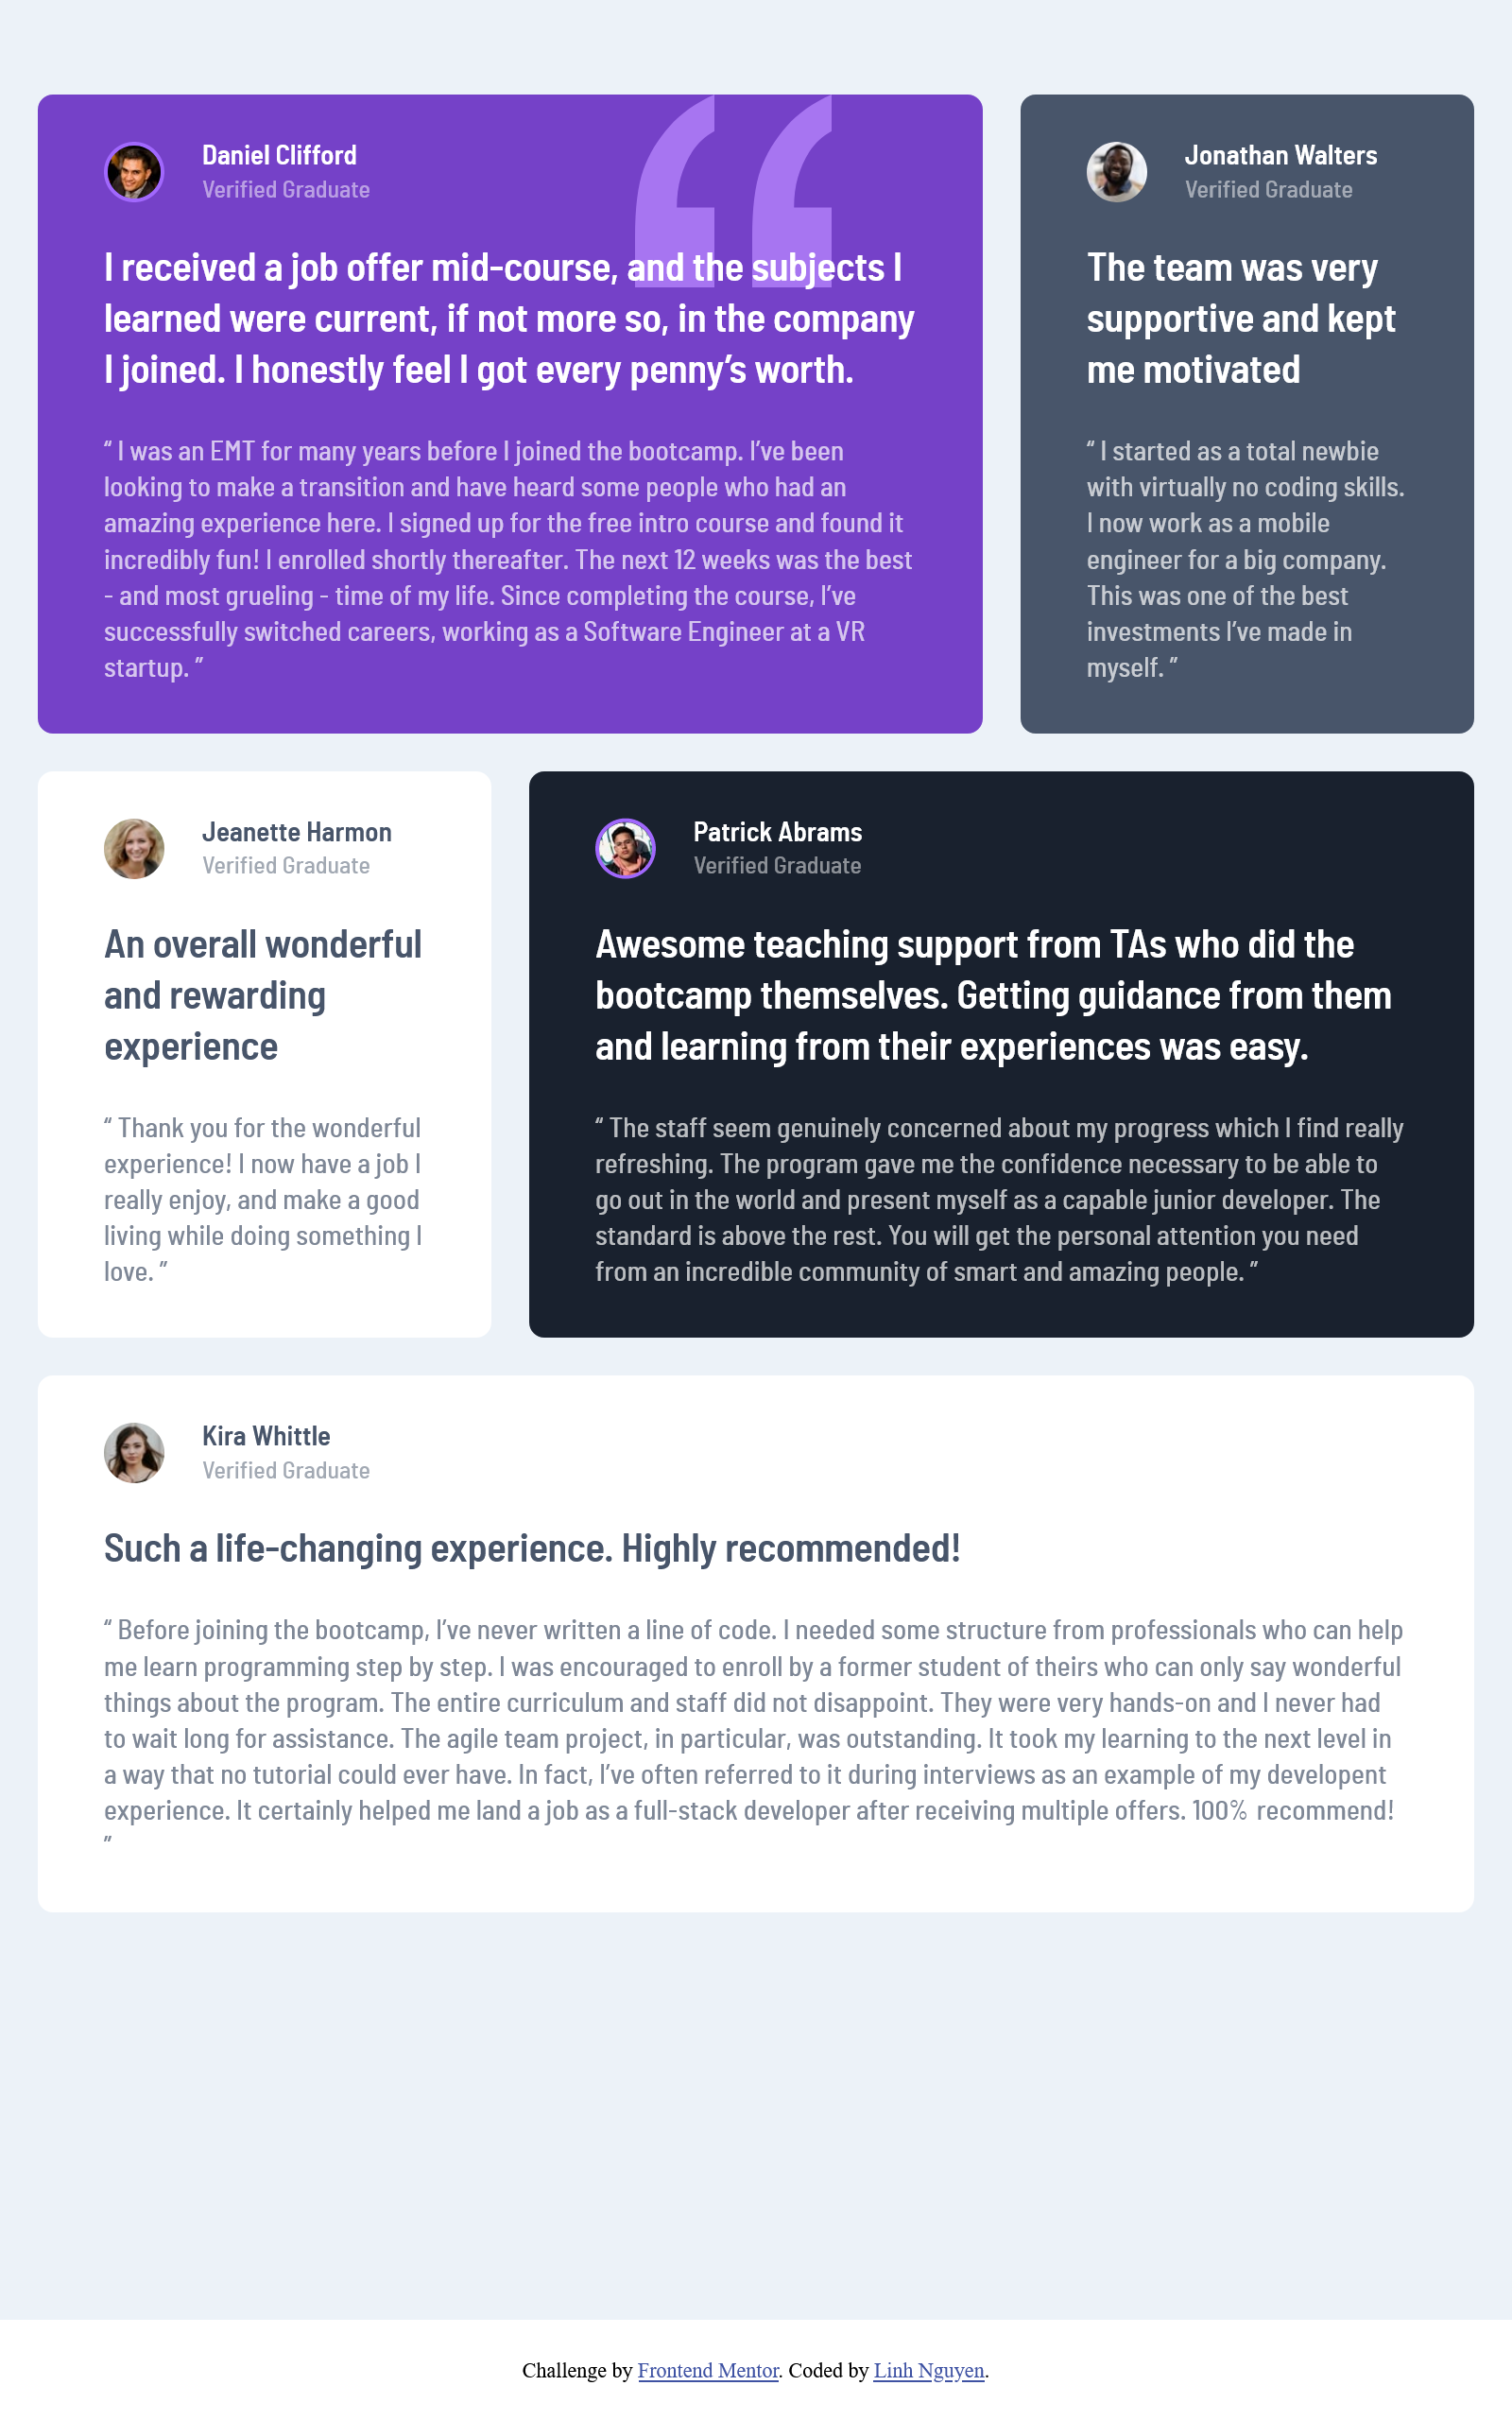 Daniel Clifford
Verified Graduate
I received a job offer mid-course, and the subjects I
learned were current, if not more so, in the company
I joined. I honestly feel I got every penny’s worth.
“ I was an EMT for many years before I joined the bootcamp. I’ve been
looking to make a transition and have heard some people who had an
amazing experience here. I signed up for the free intro course and found it
incredibly fun! I enrolled shortly thereafter. The next 12 weeks was the best
- and most grueling - time of my life. Since completing the course, I’ve
successfully switched careers, working as a Software Engineer at a VR
startup. ”
Jonathan Walters
Verified Graduate
The team was very
supportive and kept
me motivated
“ I started as a total newbie
with virtually no coding skills.
I now work as a mobile
engineer for a big company.
This was one of the best
investments I’ve made in
myself. ”
Jeanette Harmon
Verified Graduate
An overall wonderful
and rewarding
experience
“ Thank you for the wonderful
experience! I now have a job I
really enjoy, and make a good
living while doing something I
love. ”
Patrick Abrams
Verified Graduate
Awesome teaching support from TAs who did the
bootcamp themselves. Getting guidance from them
and learning from their experiences was easy.
“ The staff seem genuinely concerned about my progress which I find really
refreshing. The program gave me the confidence necessary to be able to
go out in the world and present myself as a capable junior developer. The
standard is above the rest. You will get the personal attention you need
from an incredible community of smart and amazing people. ”
Kira Whittle
Verified Graduate
Such a life-changing experience. Highly recommended!
“ Before joining the bootcamp, I’ve never written a line of code. I needed some structure from professionals who can help
me learn programming step by step. I was encouraged to enroll by a former student of theirs who can only say wonderful
things about the program. The entire curriculum and staff did not disappoint. They were very hands-on and I never had
to wait long for assistance. The agile team project, in particular, was outstanding. It took my learning to the next level in
a way that no tutorial could ever have. In fact, I’ve often referred to it during interviews as an example of my developent
experience. It certainly helped me land a job as a full-stack developer after receiving multiple offers. 100% recommend!
”
Challenge by Frontend Mentor. Coded by Linh Nguyen.